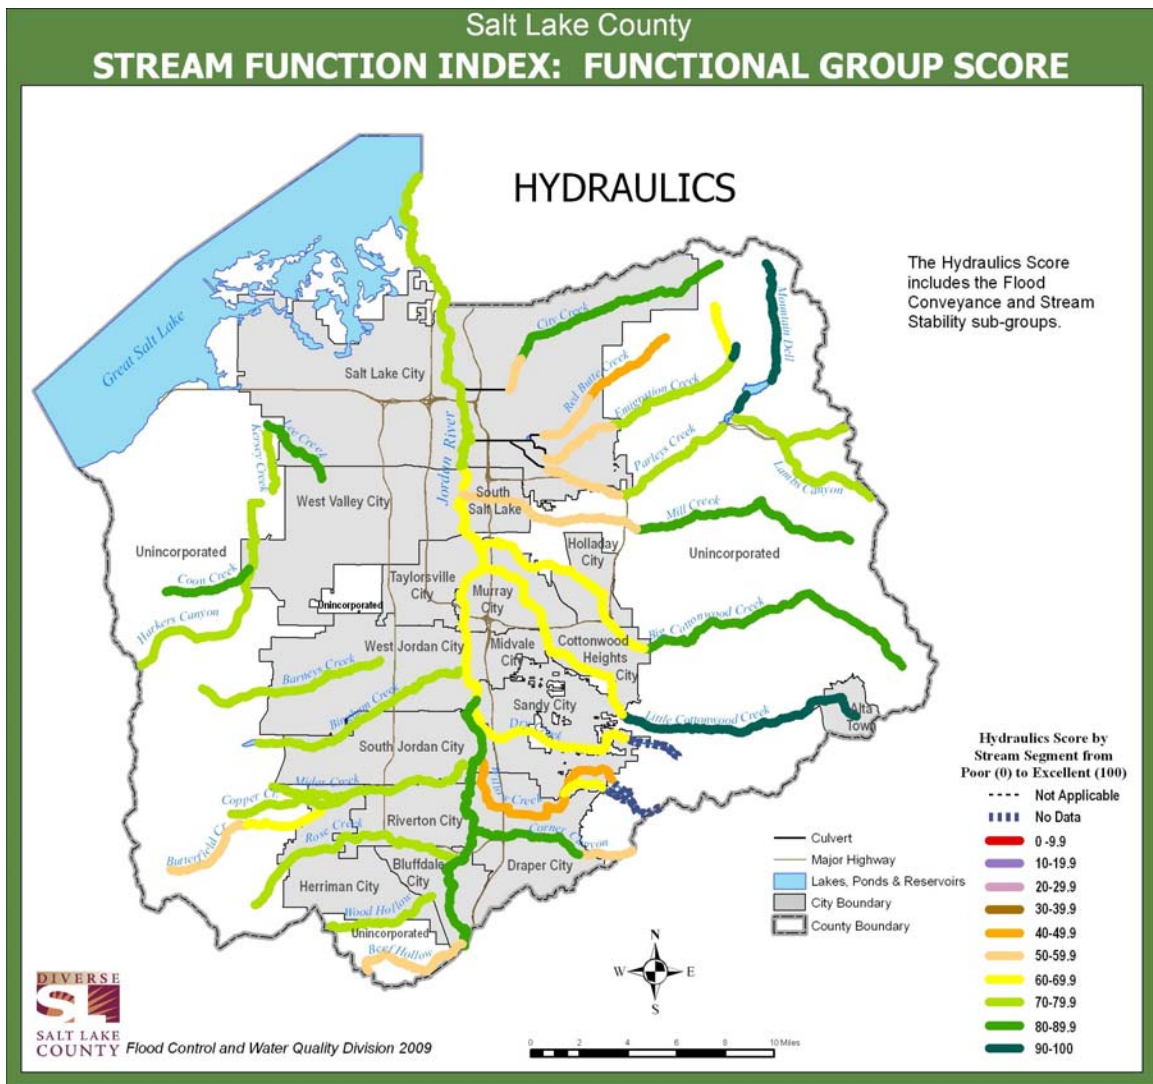 Salt Lake County
STREAM FUNCTION INDEX: FUNCTIONAL GROUP SCORE
HYDRAULICS
The Hydraulics Score
includes the Flood
Conveyance and Stream
Stability sub-groups.
Great Salt Lake
City Creek
Mountain Dell
Salt Lake City
Red Butte Creek
Emigration Creek
Jordan River
Lee Creek
Kersey Creek
Parleys Creek
Lambs Canyon
West Valley City
South
Salt Lake
Mill Creek
Unincorporated
Holladay
City
Unincorporated
Coon Creek
Taylorsville
City
Murray
City
Unincorporated
Harkers Canyon
Big Cottonwood Creek
West Jordan City
Midvale
City
Cottonwood
Heights
City
Barneys Creek
Bingham Creek
Sandy City
Little Cottonwood Creek
Alta
Town
Dry Creek
South Jordan City
Midas Creek
Willow Creek
Copper Cr.
Riverton City
Corner Canyon
Butterfield Cr.
Rose Creek
Bluffdale
City
Draper City
Herriman City
Wood Hollow
Unincorporated
Beef Hollow
Hydraulics Score by
Stream Segment from
Poor (0) to Excellent (100)
Not Applicable
No Data
0 -9.9
10-19.9
20-29.9
30-39.9
40-49.9
50-59.9
60-69.9
70-79.9
80-89.9
90-100
Culvert
Major Highway
Lakes, Ponds & Reservoirs
City Boundary
County Boundary
N
W E
S
DIVERSE
SL
SALT LAKE
COUNTY
Flood Control and Water Quality Division 2009
0 2 4 6 8 10 Miles